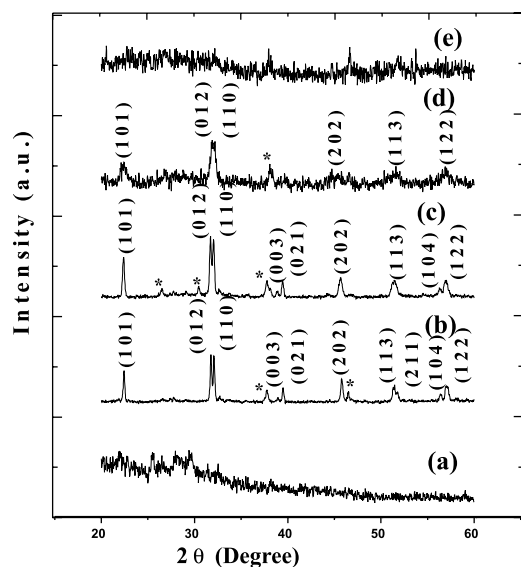 (e)
(d)
(101) (012) (110) * (202) (113) (122)
(c)
(101) * * (012) (110 * (003) (021) (202) (113) (104) (122)
(b)
(101) (012) (110) * (003) (021) (202) * (113) (211) (104) (122)
(a)
Intensity (a.u.)
20 30 40 50 60
2 θ (Degree)